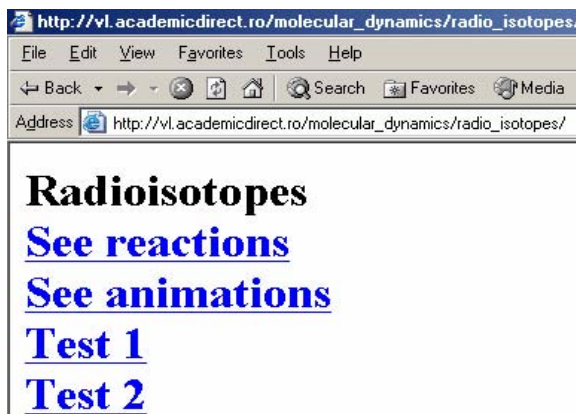 http://vl.academicdirect.ro/molecular_dynamics/radio_isotopes/
File Edit View Favorites Tools Help
Back Search Favorites Media
Address http://vl.academicdirect.ro/molecular_dynamics/radio_isotopes/
Radioisotopes
See reactions
See animations
Test 1
Test 2